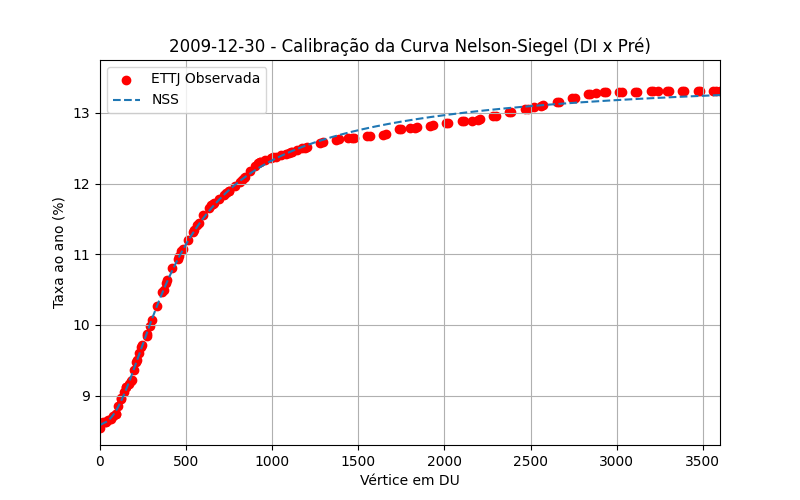 2009-12-30 - Calibração da Curva Nelson-Siegel (DI x Pré)
ETTJ Observada
NSS
Taxa ao ano (%)
13
12
11
10
9
0 500 1000 1500 2000 2500 3000 3500
Vértice em DU